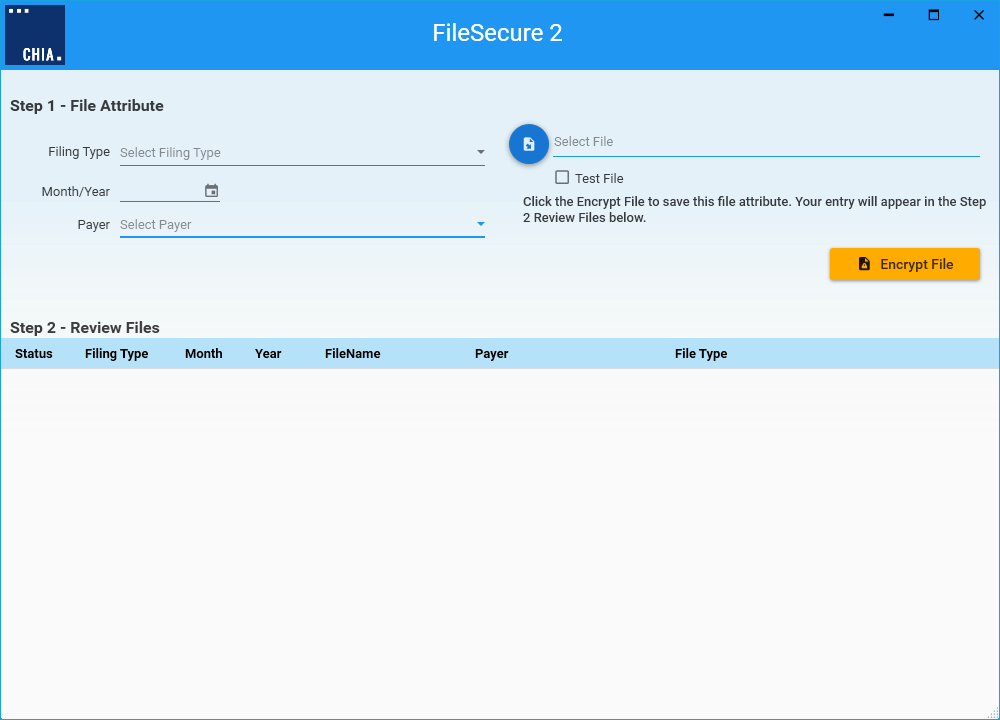 CHIA.
FileSecure 2
Step 1 - File Attribute
Filing Type Select Filing Type
Month/Year
Payer Select Payer
Select File
Test File
Click the Encrypt File to save this file attribute. Your entry will appear in the Step
2 Review Files below.
Encrypt File
Step 2 - Review Files
Status Filing Type Month Year FileName Payer File Type